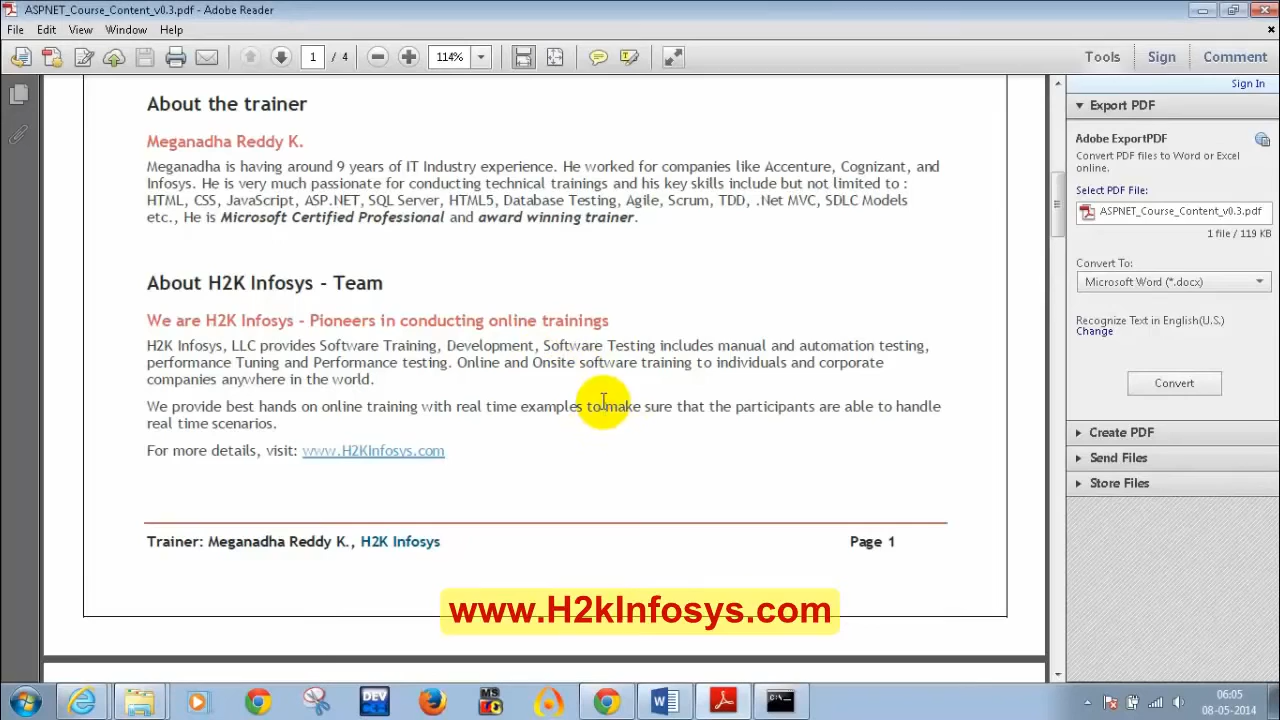 ASPNET_Course_Content_v0.3.pdf - Adobe Reader
File Edit View Window Help
1 / 4 114% Tools Sign Comment
Sign In
Export PDF
Adobe ExportPDF
Convert PDF files to Word or Excel
online.
Select PDF File:
ASPNET_Course_Content_v0.3.pdf
1 file / 119 KB
Convert To:
Microsoft Word (*.docx)
Recognize Text in English(U.S.)
Change
Convert
Create PDF
Send Files
Store Files
About the trainer
Meganadha Reddy K.
Meganadha is having around 9 years of IT Industry experience. He worked for companies like Accenture, Cognizant, and
Infosys. He is very much passionate for conducting technical trainings and his key skills include but not limited to :
HTML, CSS, JavaScript, ASP.NET, SQL Server, HTML5, Database Testing, Agile, Scrum, TDD, .Net MVC, SDLC Models
etc., He is Microsoft Certified Professional and award winning trainer.
About H2K Infosys - Team
We are H2K Infosys - Pioneers in conducting online trainings
H2K Infosys, LLC provides Software Training, Development, Software Testing includes manual and automation testing,
performance Tuning and Performance testing. Online and Onsite software training to individuals and corporate
companies anywhere in the world.
We provide best hands on online training with real time examples to make sure that the participants are able to handle
real time scenarios.
For more details, visit: www.H2KInfosys.com
Trainer: Meganadha Reddy K., H2K Infosys Page 1
www.H2kInfosys.com
DEV
MS
06:05
08-05-2014